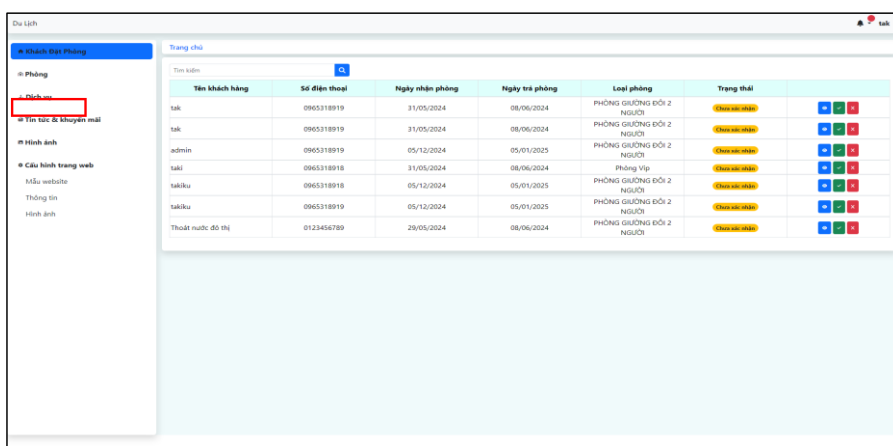 Du Lịch
tak
Khách Đặt Phòng
Trang chủ
Phòng
Tìm kiếm
Dịch vụ
Tin tức & khuyến mãi
Hình ảnh
Cấu hình trang web
Mẫu website
Thông tin
Hình ảnh
Tên khách hàng Số điện thoại Ngày nhận phòng Ngày trả phòng Loại phòng Trạng thái
tak 0965318919 31/05/2024 08/06/2024 PHÒNG GIƯỜNG ĐÔI 2 NGƯỜI Chưa xác nhận
tak 0965318919 31/05/2024 08/06/2024 PHÒNG GIƯỜNG ĐÔI 2 NGƯỜI Chưa xác nhận
admin 0965318919 05/12/2024 05/01/2025 PHÒNG GIƯỜNG ĐÔI 2 NGƯỜI Chưa xác nhận
taki 0965318918 31/05/2024 08/06/2024 Phòng Vip Chưa xác nhận
takiku 0965318918 05/12/2024 05/01/2025 PHÒNG GIƯỜNG ĐÔI 2 NGƯỜI Chưa xác nhận
takiku 0965318919 05/12/2024 05/01/2025 PHÒNG GIƯỜNG ĐÔI 2 NGƯỜI Chưa xác nhận
Thoát nước đô thị 0123456789 29/05/2024 08/06/2024 PHÒNG GIƯỜNG ĐÔI 2 NGƯỜI Chưa xác nhận